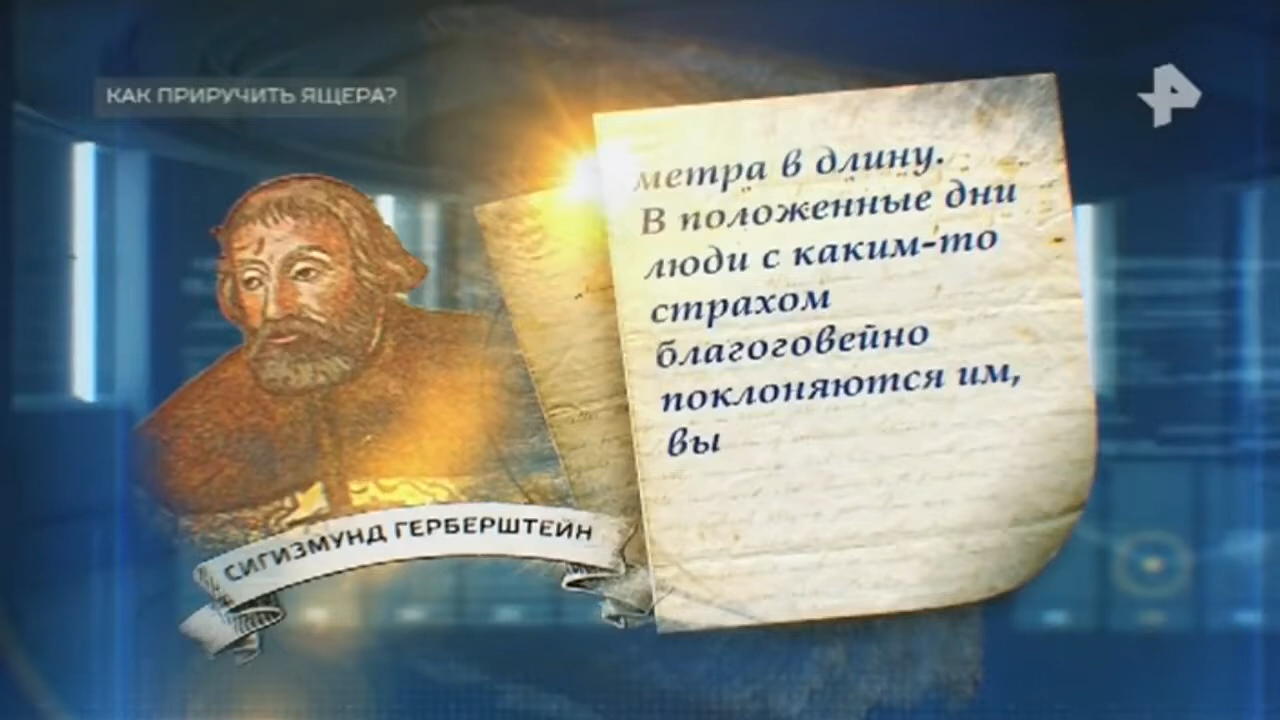 КАК ПРИРУЧИТЬ ЯЩЕРА?
метра в длину.
В положенные дни
люди с каким-то
страхом
благоговейно
поклоняются им,
вы
СИГИЗМУНД ГЕРБЕРШТЕЙН